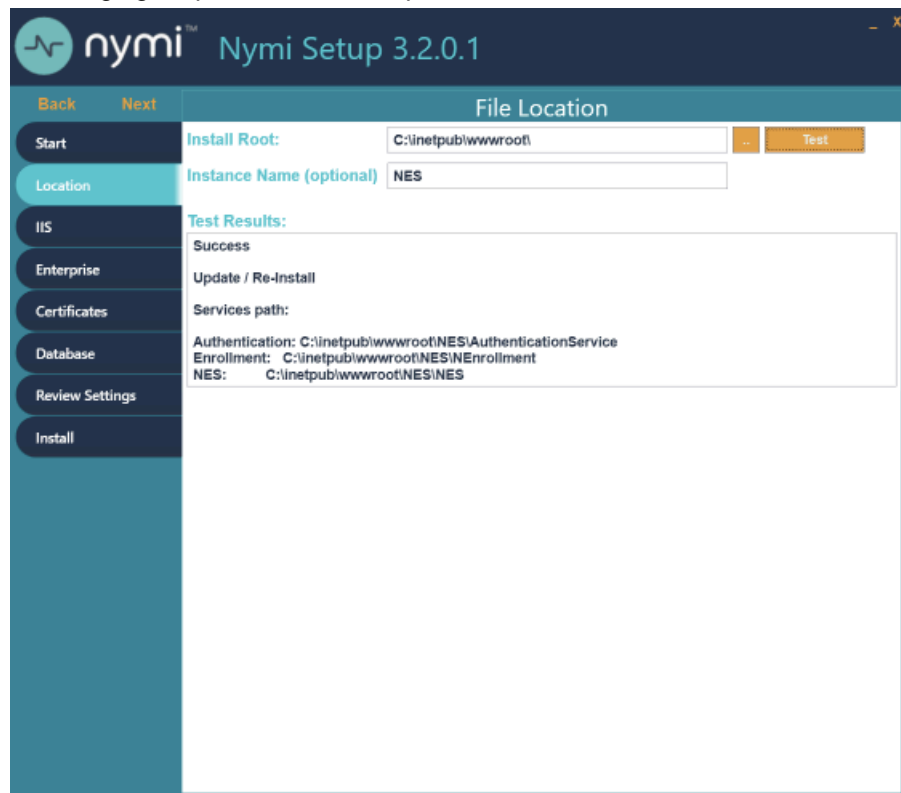 nymi™ Nymi Setup 3.2.0.1
_ X
Back Next
File Location
Start
Install Root: C:\inetpub\wwwroot\ .. Test
Location
Instance Name (optional) NES
IIS
Test Results:
Success
Enterprise
Update / Re-Install
Certificates
Services path:
Database
Authentication: C:\inetpub\wwwroot\NES\AuthenticationService
Enrollment: C:\inetpub\wwwroot\NES\NEnrollment
NES: C:\inetpub\wwwroot\NES\NES
Review Settings
Install